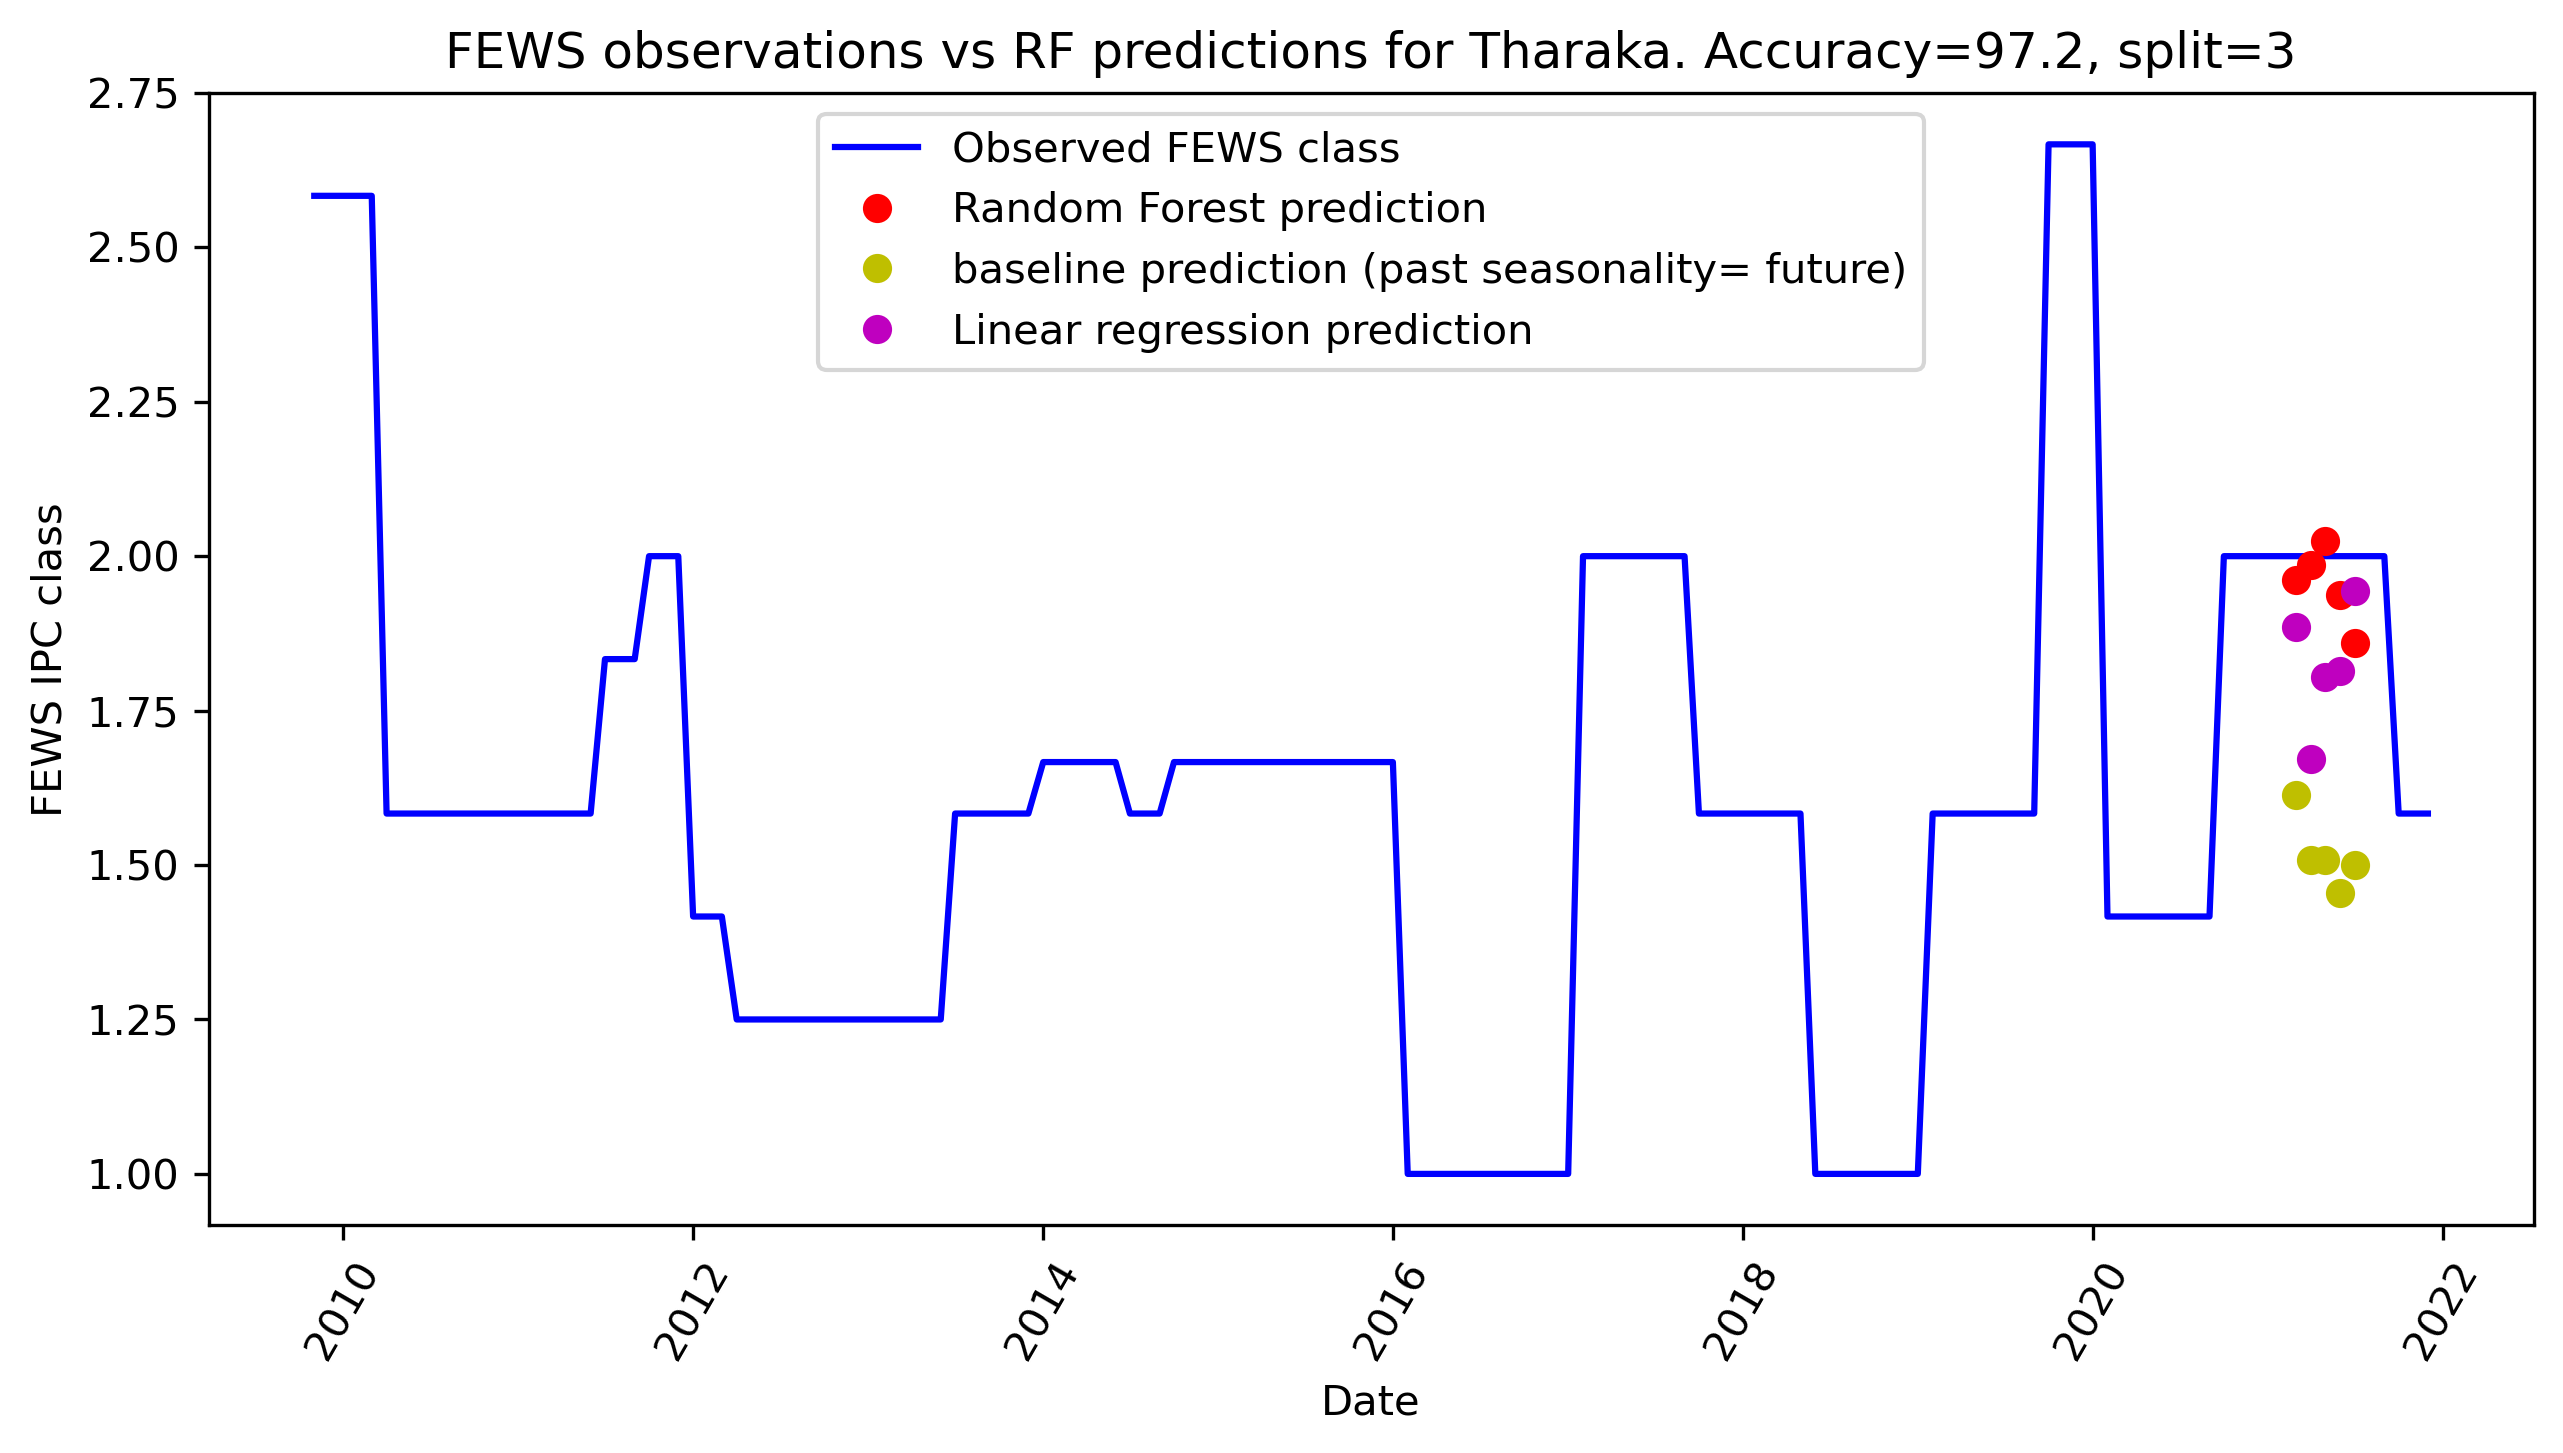 FEWS observations vs RF predictions for Tharaka. Accuracy=97.2, split=3
2.75
2.50
2.25
2.00
1.75
1.50
1.25
1.00
FEWS IPC class
Observed FEWS class
Random Forest prediction
baseline prediction (past seasonality= future)
Linear regression prediction
2010
2012
2014
2016
2018
2020
2022
Date